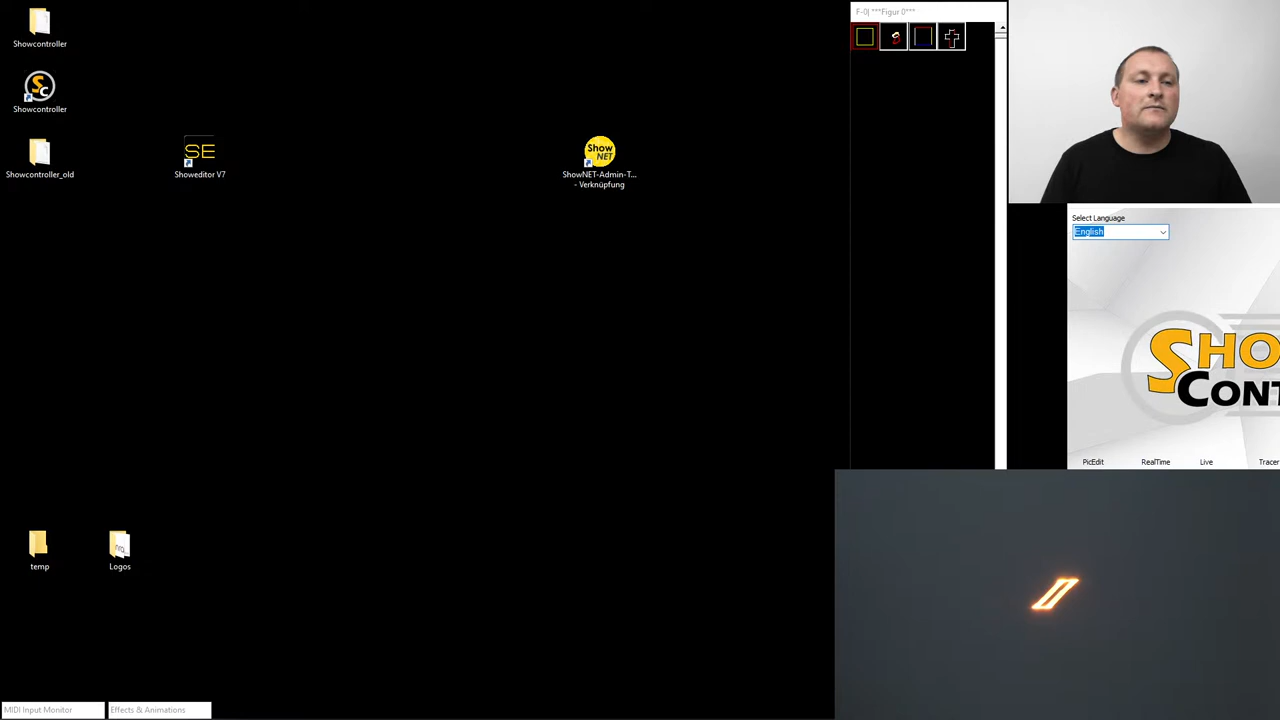 Showcontroller
Showcontroller
Showcontroller_old
SE
Showeditor V7
Show
NET
ShowNET-Admin-T...
- Verknüpfung
temp
Logos
MIDI Input Monitor
Effects & Animations
F-0| ***Figur 0***
Select Language
English
SHO
CONT
PicEdit
RealTime
Live
Tracer